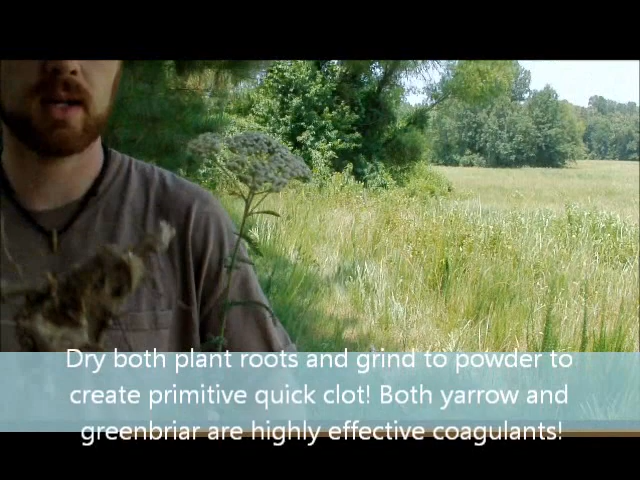 Dry both plant roots and grind to powder to
create primitive quick clot! Both yarrow and
greenbriar are highly effective coagulants!